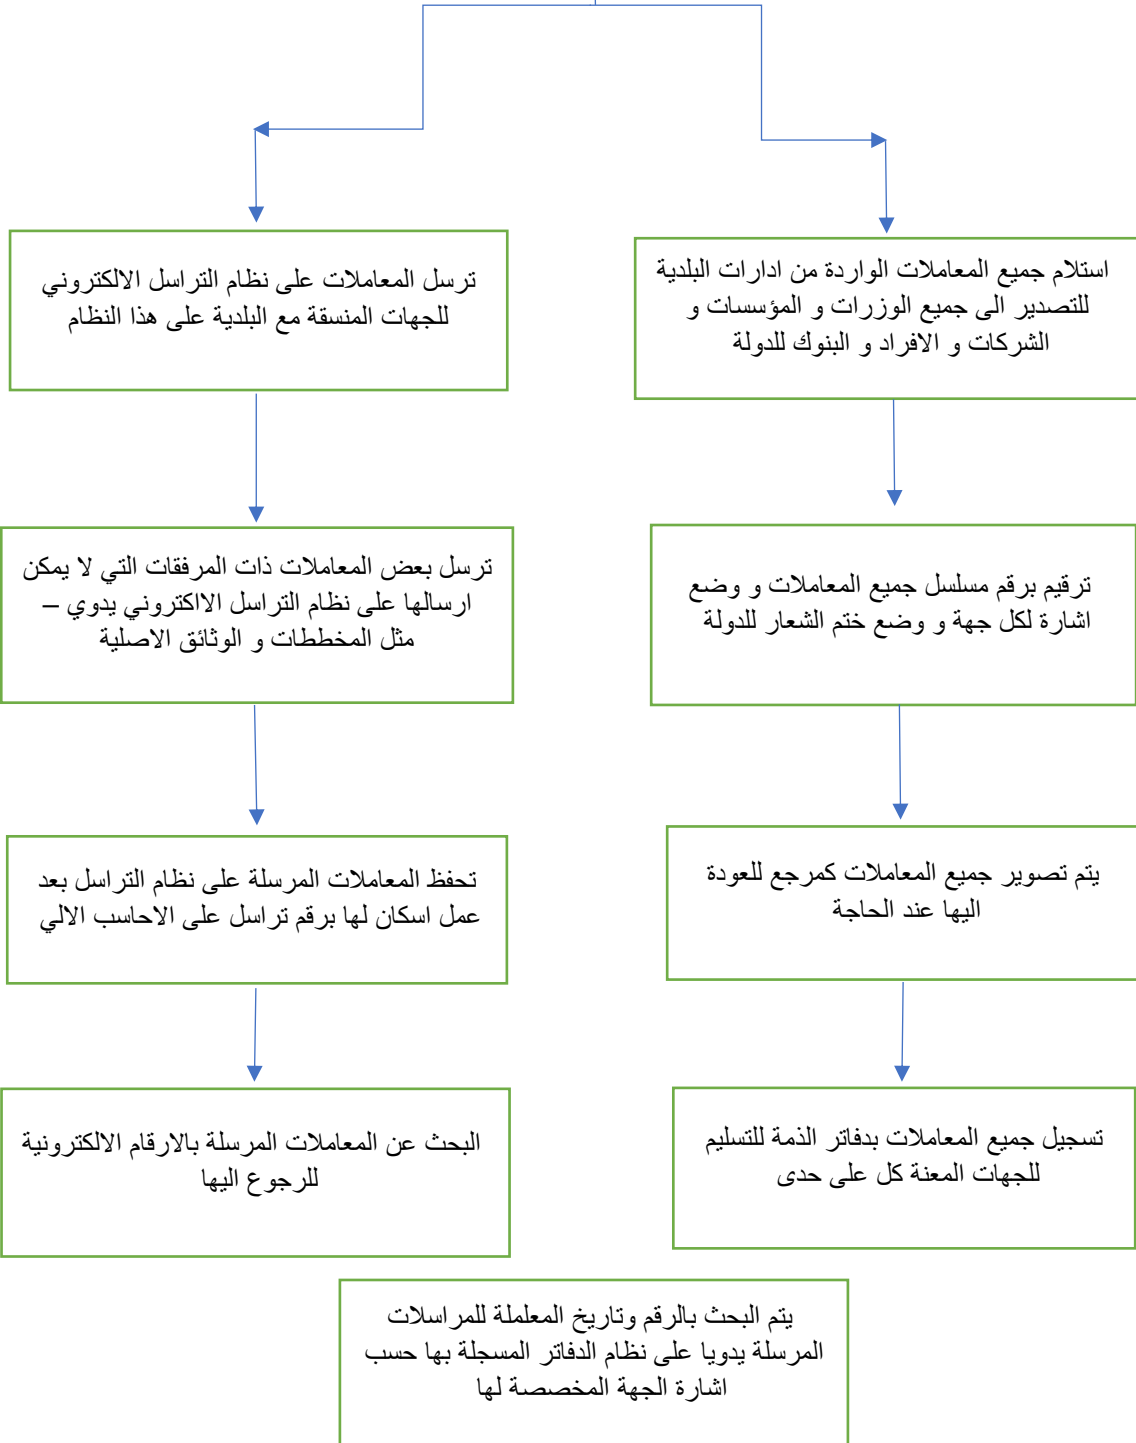 استلام جميع المعاملات الواردة من ادارات البلدية
للتصدير الى جميع الوزرات و المؤسسات و
الشركات و الافراد و البنوك للدولة
ترقيم برقم مسلسل جميع المعاملات و وضع
اشارة لكل جهة و وضع ختم الشعار للدولة
يتم تصوير جميع المعاملات كمرجع للعودة
اليها عند الحاجة
تسجيل جميع المعاملات بدفاتر الذمة للتسليم
للجهات المعنة كل على حدى
ترسل المعاملات على نظام التراسل الالكتروني
للجهات المنسقة مع البلدية على هذا النظام
ترسل بعض المعاملات ذات المرفقات التي لا يمكن
ارسالها على نظام التراسل الااكتروني يدوي –
مثل المخططات و الوثائق الاصلية
تحفظ المعاملات المرسلة على نظام التراسل بعد
عمل اسكان لها برقم تراسل على الاحاسب الالي
البحث عن المعاملات المرسلة بالارقام الالكترونية
للرجوع اليها
يتم البحث بالرقم وتاريخ المعلملة للمراسلات
المرسلة يدويا على نظام الدفاتر المسجلة بها حسب
اشارة الجهة المخصصة لها